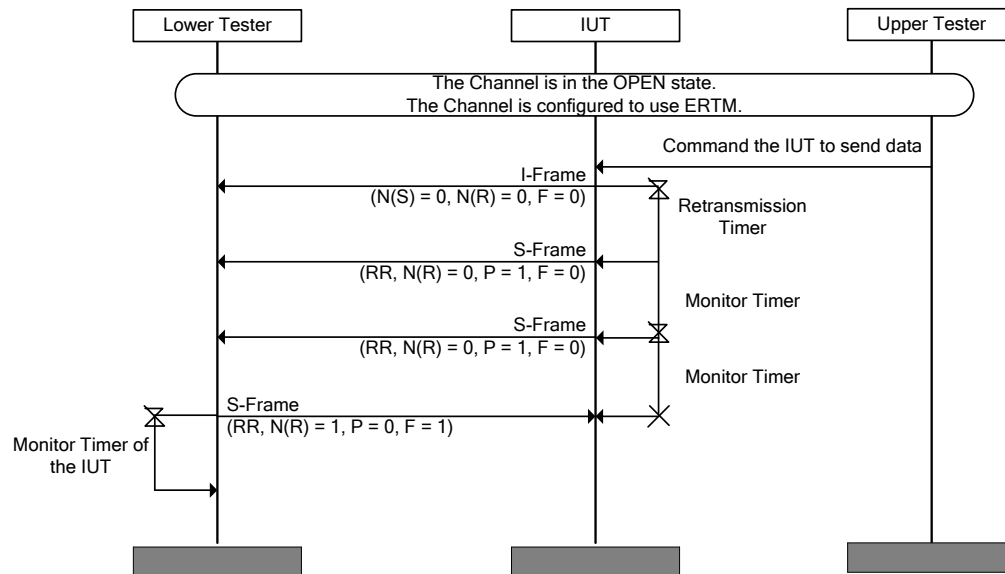 Lower Tester
IUT
Upper Tester
The Channel is in the OPEN state.
The Channel is configured to use ERTM.
Command the IUT to send data
I-Frame
(N(S) = 0, N(R) = 0, F = 0)
Retransmission
Timer
S-Frame
(RR, N(R) = 0, P = 1, F = 0)
Monitor Timer
S-Frame
(RR, N(R) = 0, P = 1, F = 0)
Monitor Timer
S-Frame
(RR, N(R) = 1, P = 0, F = 1)
Monitor Timer of
the IUT